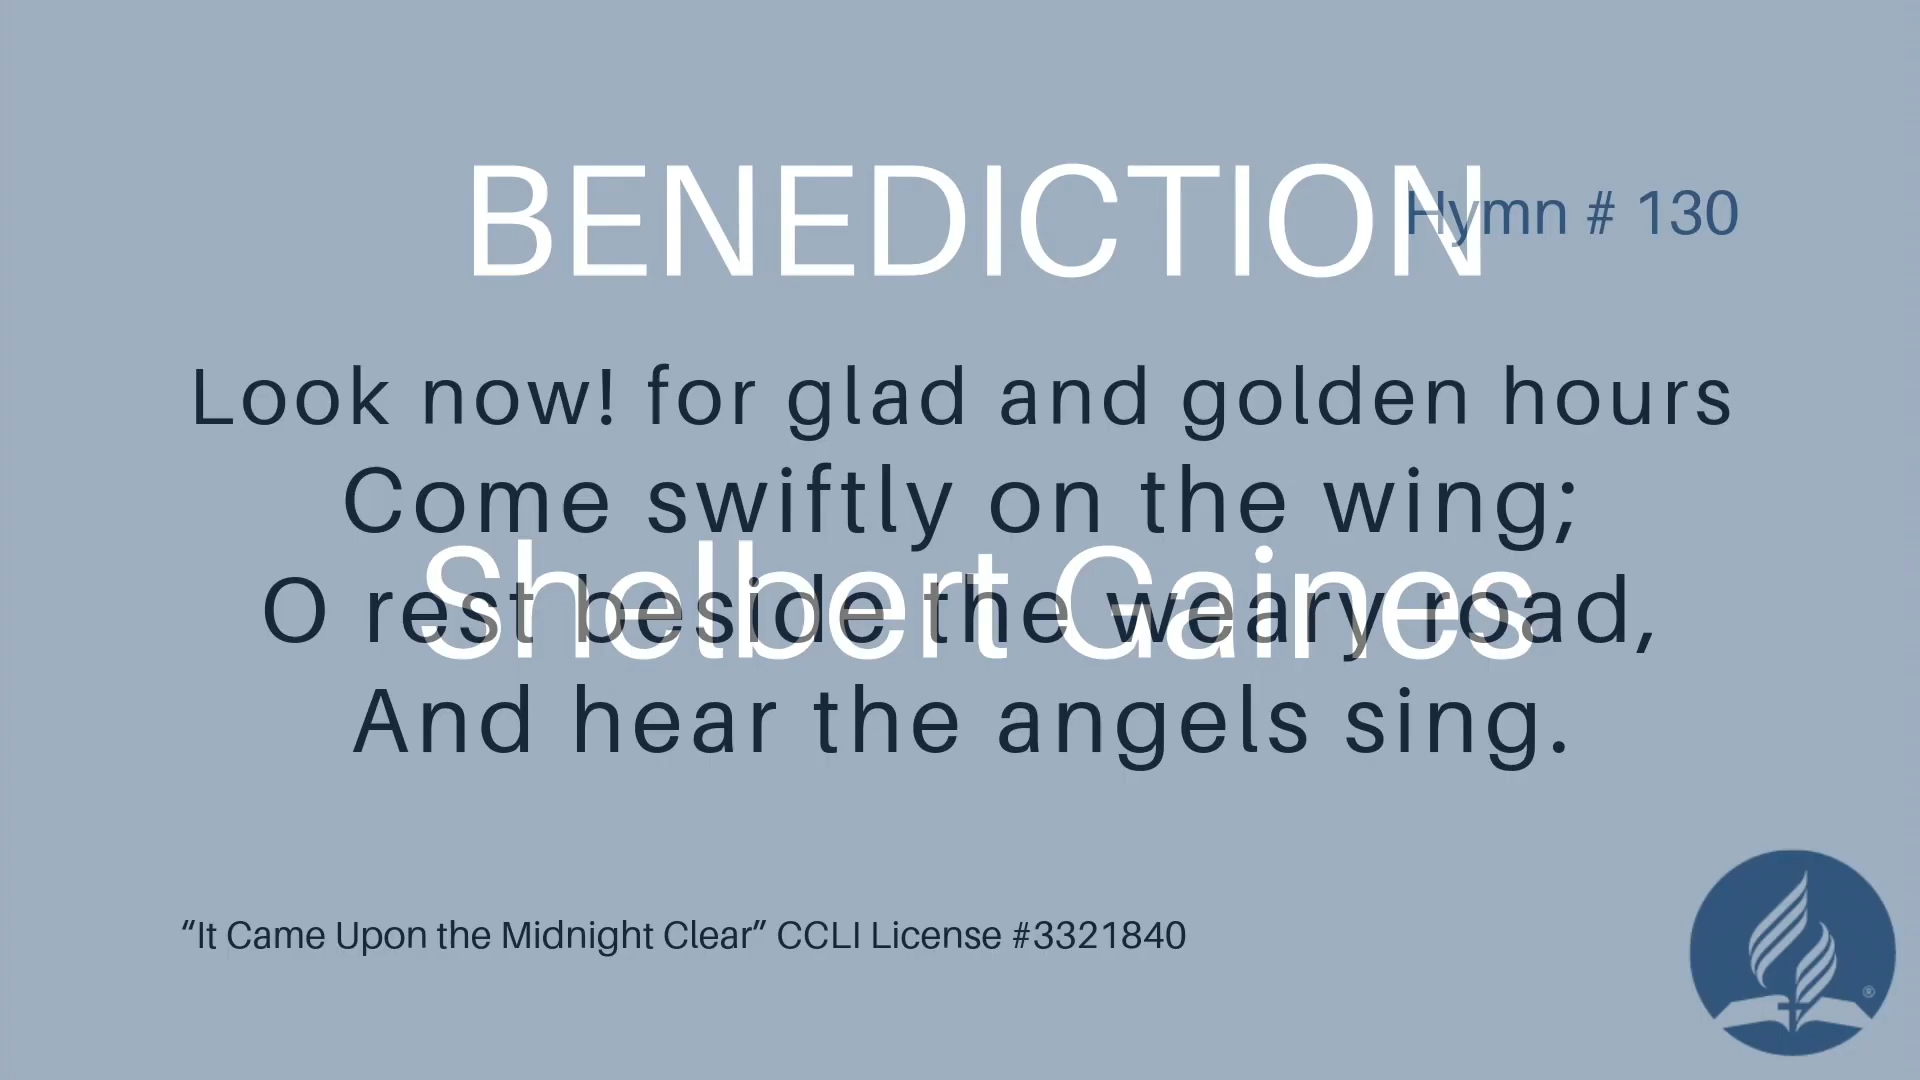 BENEDICTION
Hymn # 130
Look now! for glad and golden hours
Come swiftly on the wing;
Shelbert Gaines
O rest beside the weary road,
And hear the angels sing.
“It Came Upon the Midnight Clear” CCLI License #3321840
®